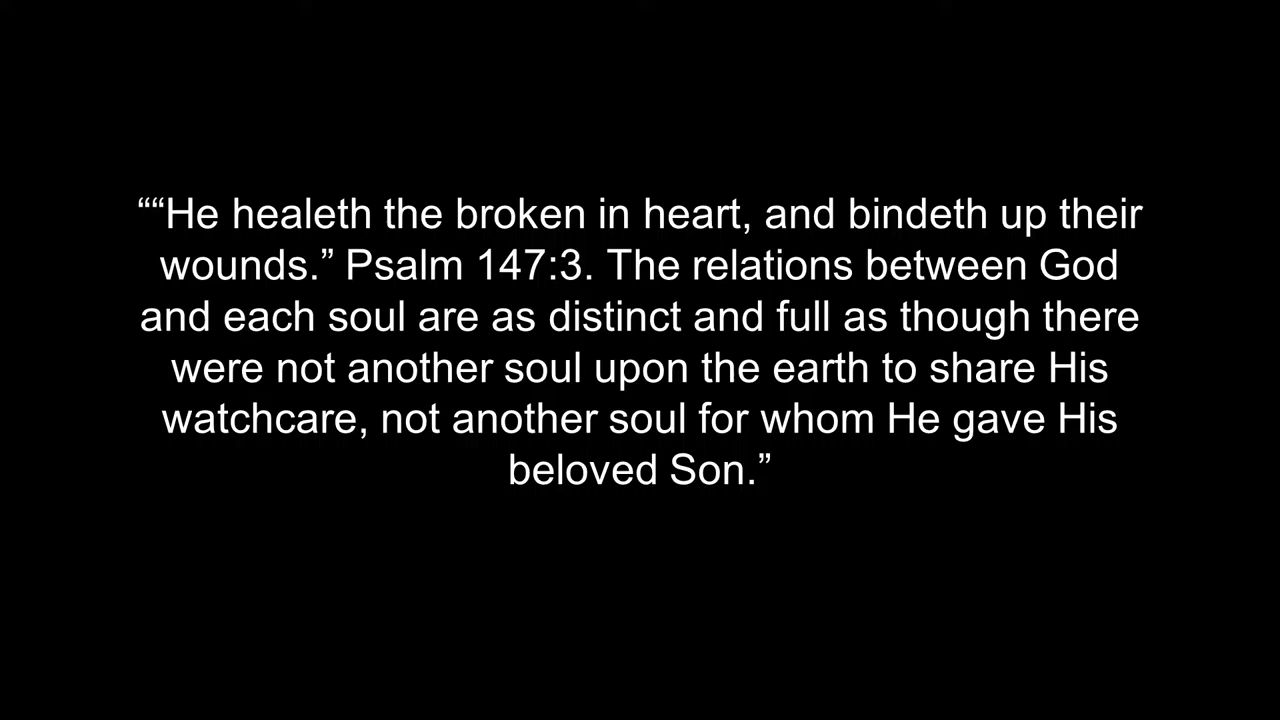 ““He healeth the broken in heart, and bindeth up their
wounds.” Psalm 147:3. The relations between God
and each soul are as distinct and full as though there
were not another soul upon the earth to share His
watchcare, not another soul for whom He gave His
beloved Son.”